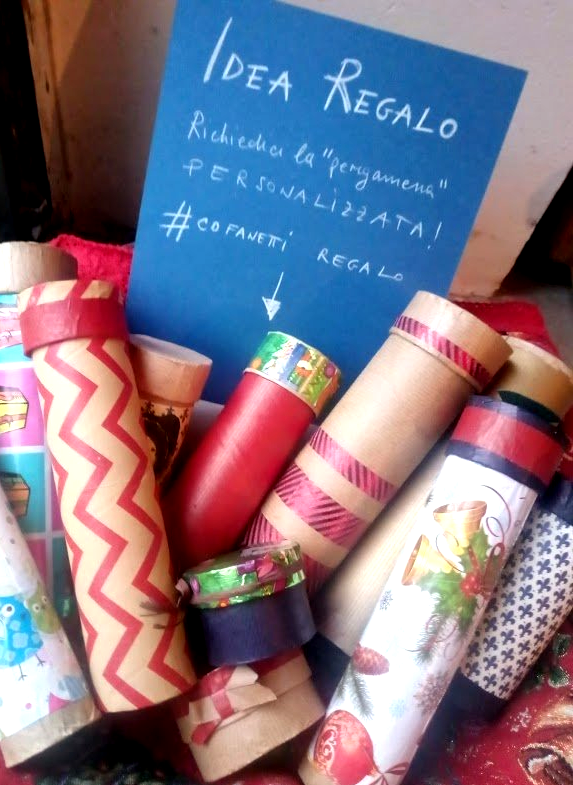 IDEA REGALO
Richiedici la "pergamena"
PERSONALIZZATA!
#COFANETTI REGALO